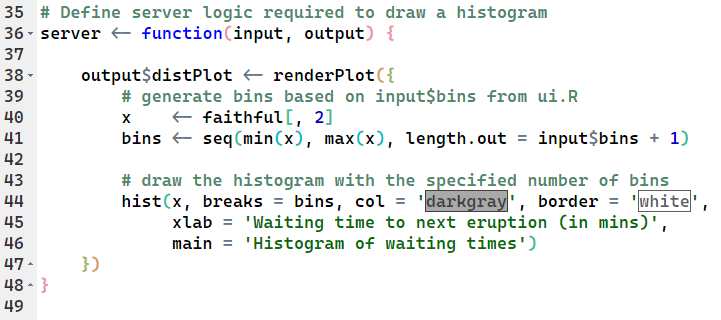 35 # Define server logic required to draw a histogram
36 server <- function(input, output) {
37
38     output$distPlot <- renderPlot({
39         # generate bins based on input$bins from ui.R
40         x    <- faithful[, 2]
41         bins <- seq(min(x), max(x), length.out = input$bins + 1)
42
43         # draw the histogram with the specified number of bins
44         hist(x, breaks = bins, col = 'darkgray', border = 'white',
45              xlab = 'Waiting time to next eruption (in mins)',
46              main = 'Histogram of waiting times')
47     })
48 }
49